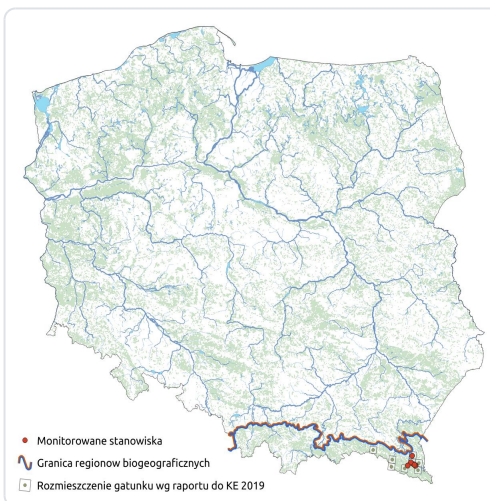 Monitorowane stanowiska
Granica regionow biogeograficznych
Rozmieszczenie gatunku wg raportu do KE 2019